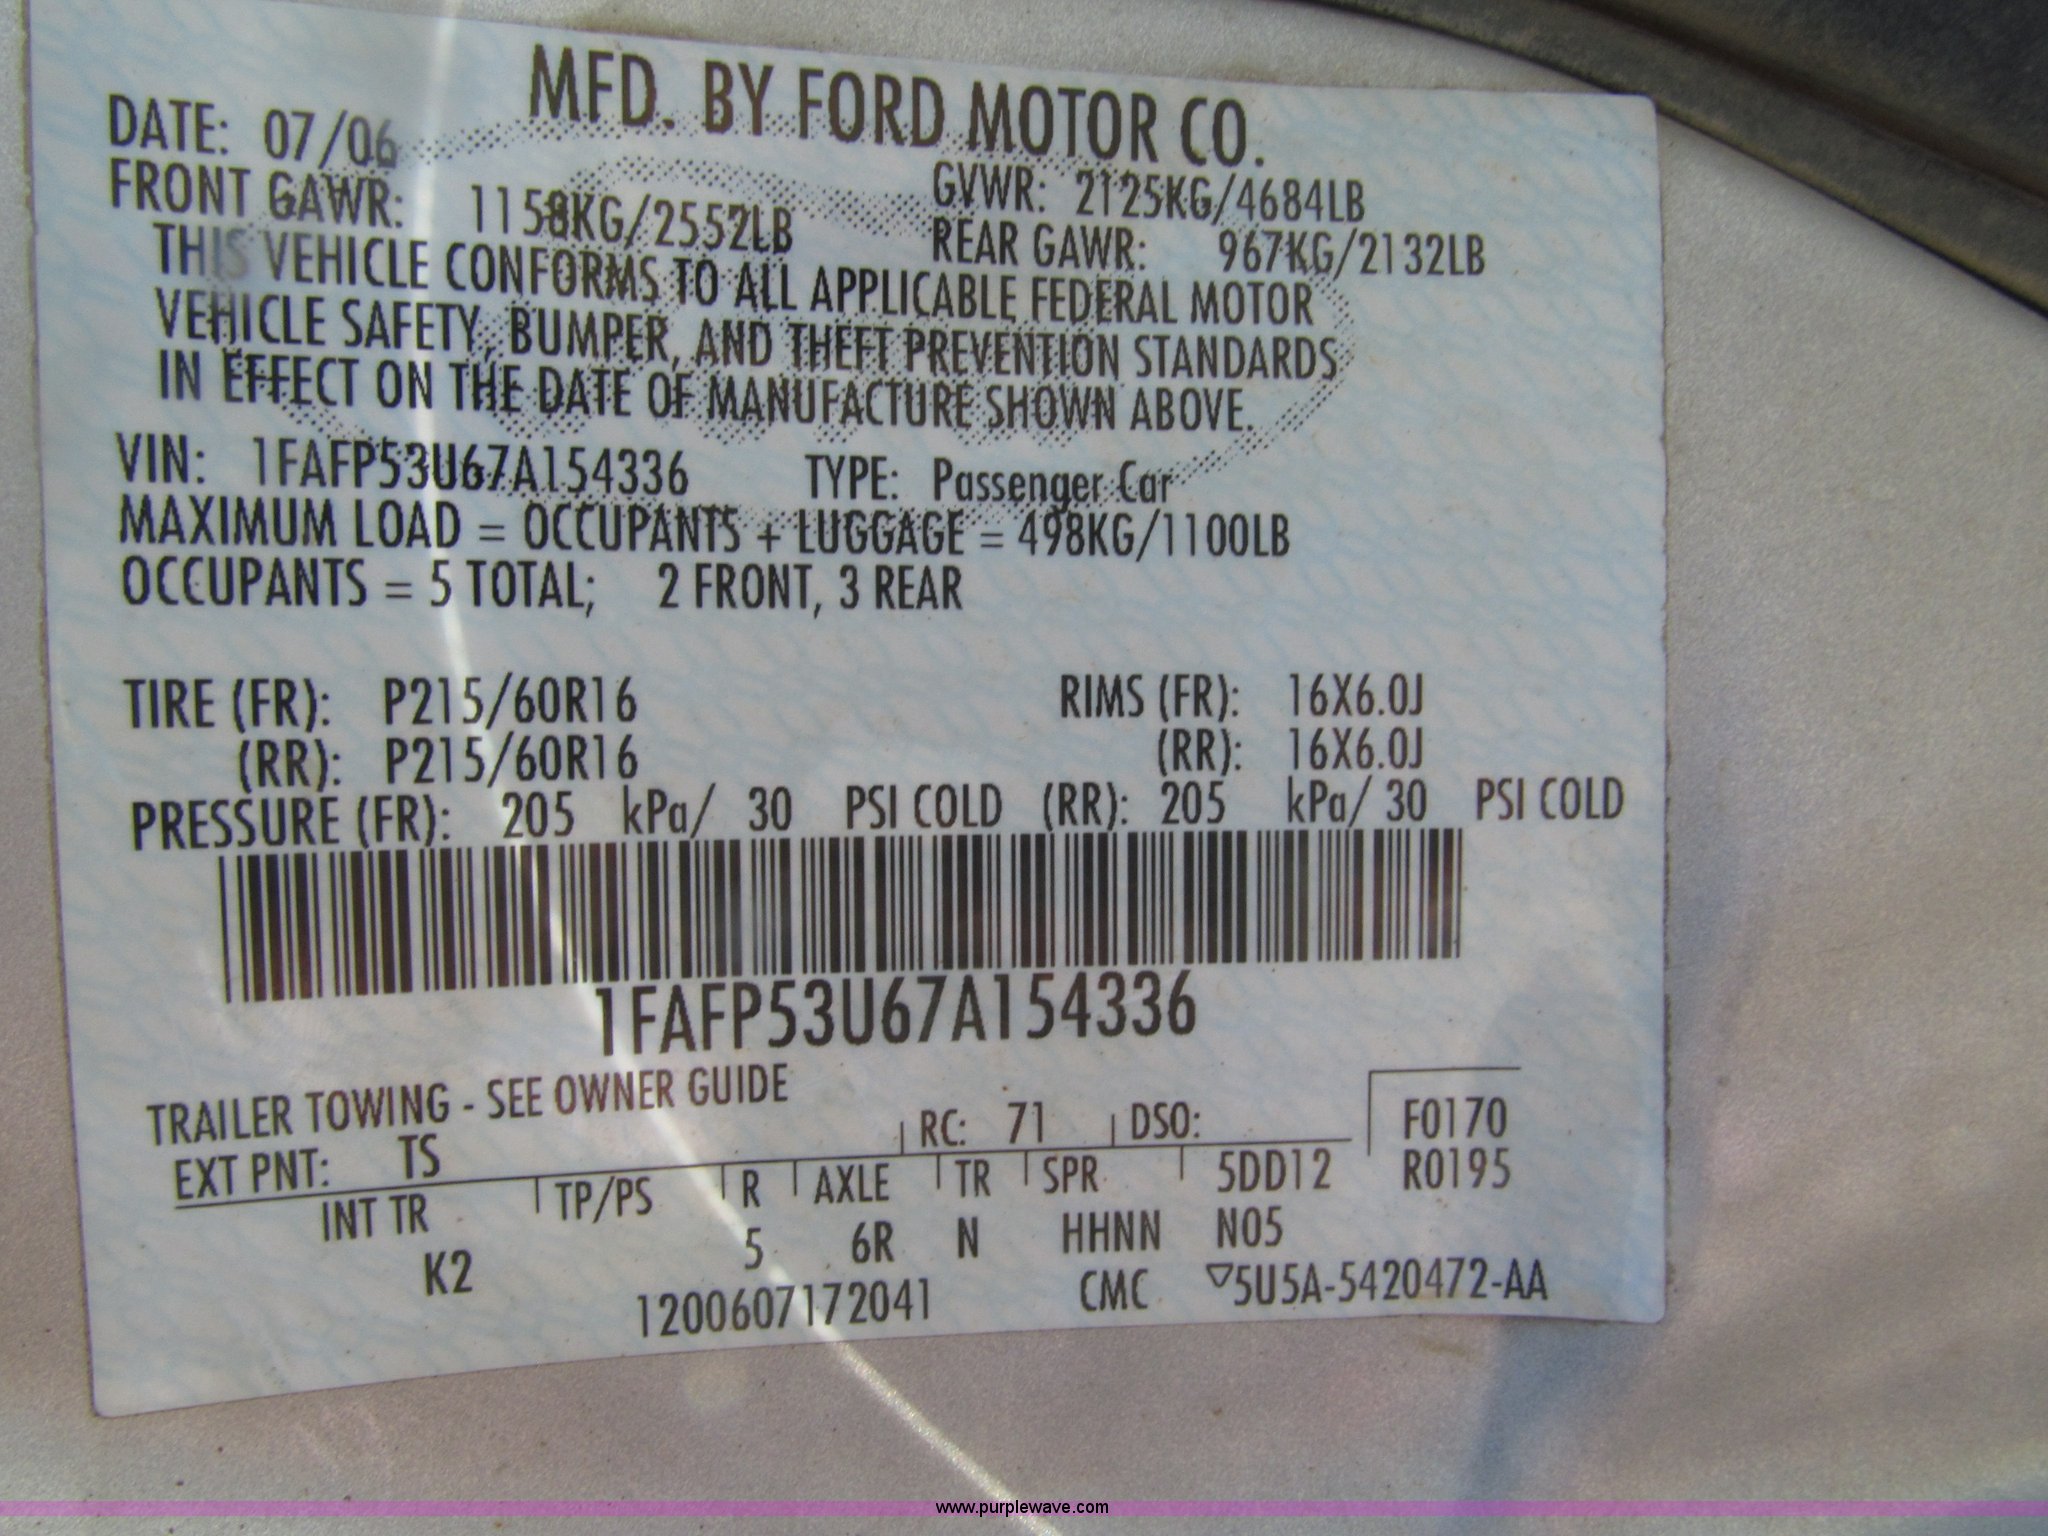 MFD. BY FORD MOTOR CO.
DATE: 07/06
GVWR: 2125KG/4684LB
FRONT GAWR: 1158KG/2552LB REAR GAWR: 967KG/2132LB
THIS VEHICLE CONFORMS TO ALL APPLICABLE FEDERAL MOTOR
VEHICLE SAFETY, BUMPER, AND THEFT PREVENTION STANDARDS
IN EFFECT ON THE DATE OF MANUFACTURE SHOWN ABOVE.
VIN: 1FAFP53U67A154336 TYPE: Passenger Car
MAXIMUM LOAD = OCCUPANTS + LUGGAGE = 498KG/1100LB
OCCUPANTS = 5 TOTAL; 2 FRONT, 3 REAR
TIRE (FR): P215/60R16 RIMS (FR): 16X6.0J
(RR): P215/60R16 (RR): 16X6.0J
PRESSURE (FR): 205 kPa/ 30 PSI COLD (RR): 205 kPa/ 30 PSI COLD
1FAFP53U67A154336
TRAILER TOWING - SEE OWNER GUIDE
EXT PNT: TS RC: 71 DSO: F0170
INT TR TP/PS R AXLE TR SPR 5DD12 R0195
K2 5 6R N HHNN N05
1200607172041 CMC ▽5U5A-5420472-AA
www.purplewave.com